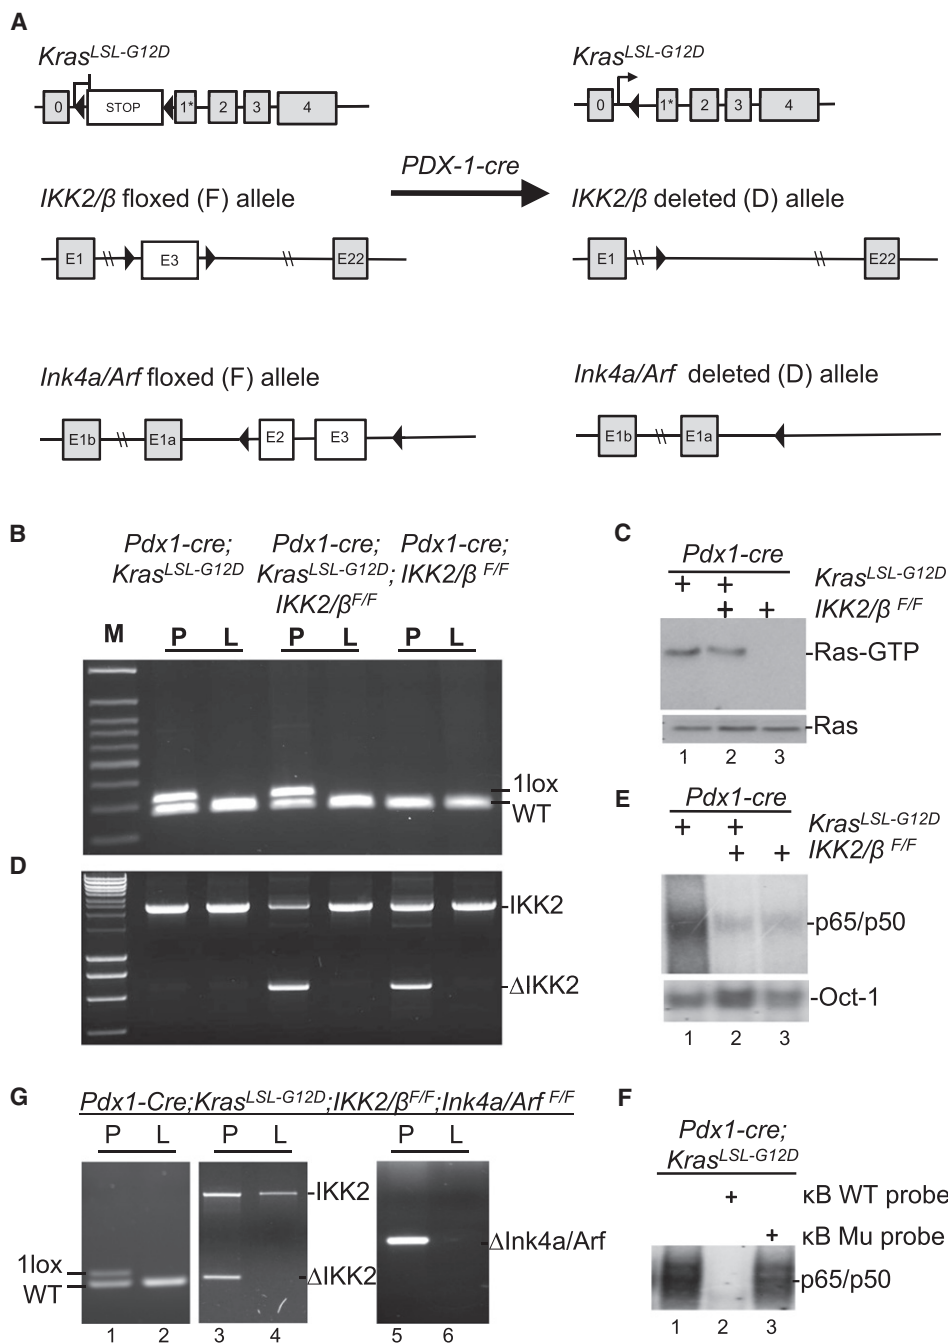 A
Kras^LSL-G12D
Kras^LSL-G12D
0 STOP 1* 2 3 4
0 1* 2 3 4
PDX-1-cre
IKK2/β floxed (F) allele
IKK2/β deleted (D) allele
E1 E3 E22
E1 E22
Ink4a/Arf floxed (F) allele
Ink4a/Arf deleted (D) allele
E1b E1a E2 E3
E1b E1a
B
Pdx1-cre;
Kras^LSL-G12D
Pdx1-cre;
Kras^LSL-G12D;
IKK2/β^F/F
Pdx1-cre;
IKK2/β ^F/F
M P L P L P L
1lox
WT
C
Pdx1-cre
+ + Kras^LSL-G12D
+ + IKK2/β ^F/F
-Ras-GTP
-Ras
1 2 3
D
-IKK2
-ΔIKK2
E
Pdx1-cre
+ + Kras^LSL-G12D
+ + IKK2/β ^F/F
-p65/p50
-Oct-1
1 2 3
G
Pdx1-Cre;Kras^LSL-G12D;IKK2/β^F/F;Ink4a/Arf ^F/F
P L P L P L
-IKK2
ΔInk4a/Arf
1lox
WT
-ΔIKK2
1 2 3 4 5 6
F
Pdx1-cre;
Kras^LSL-G12D
+ κB WT probe
+ κB Mu probe
-p65/p50
1 2 3